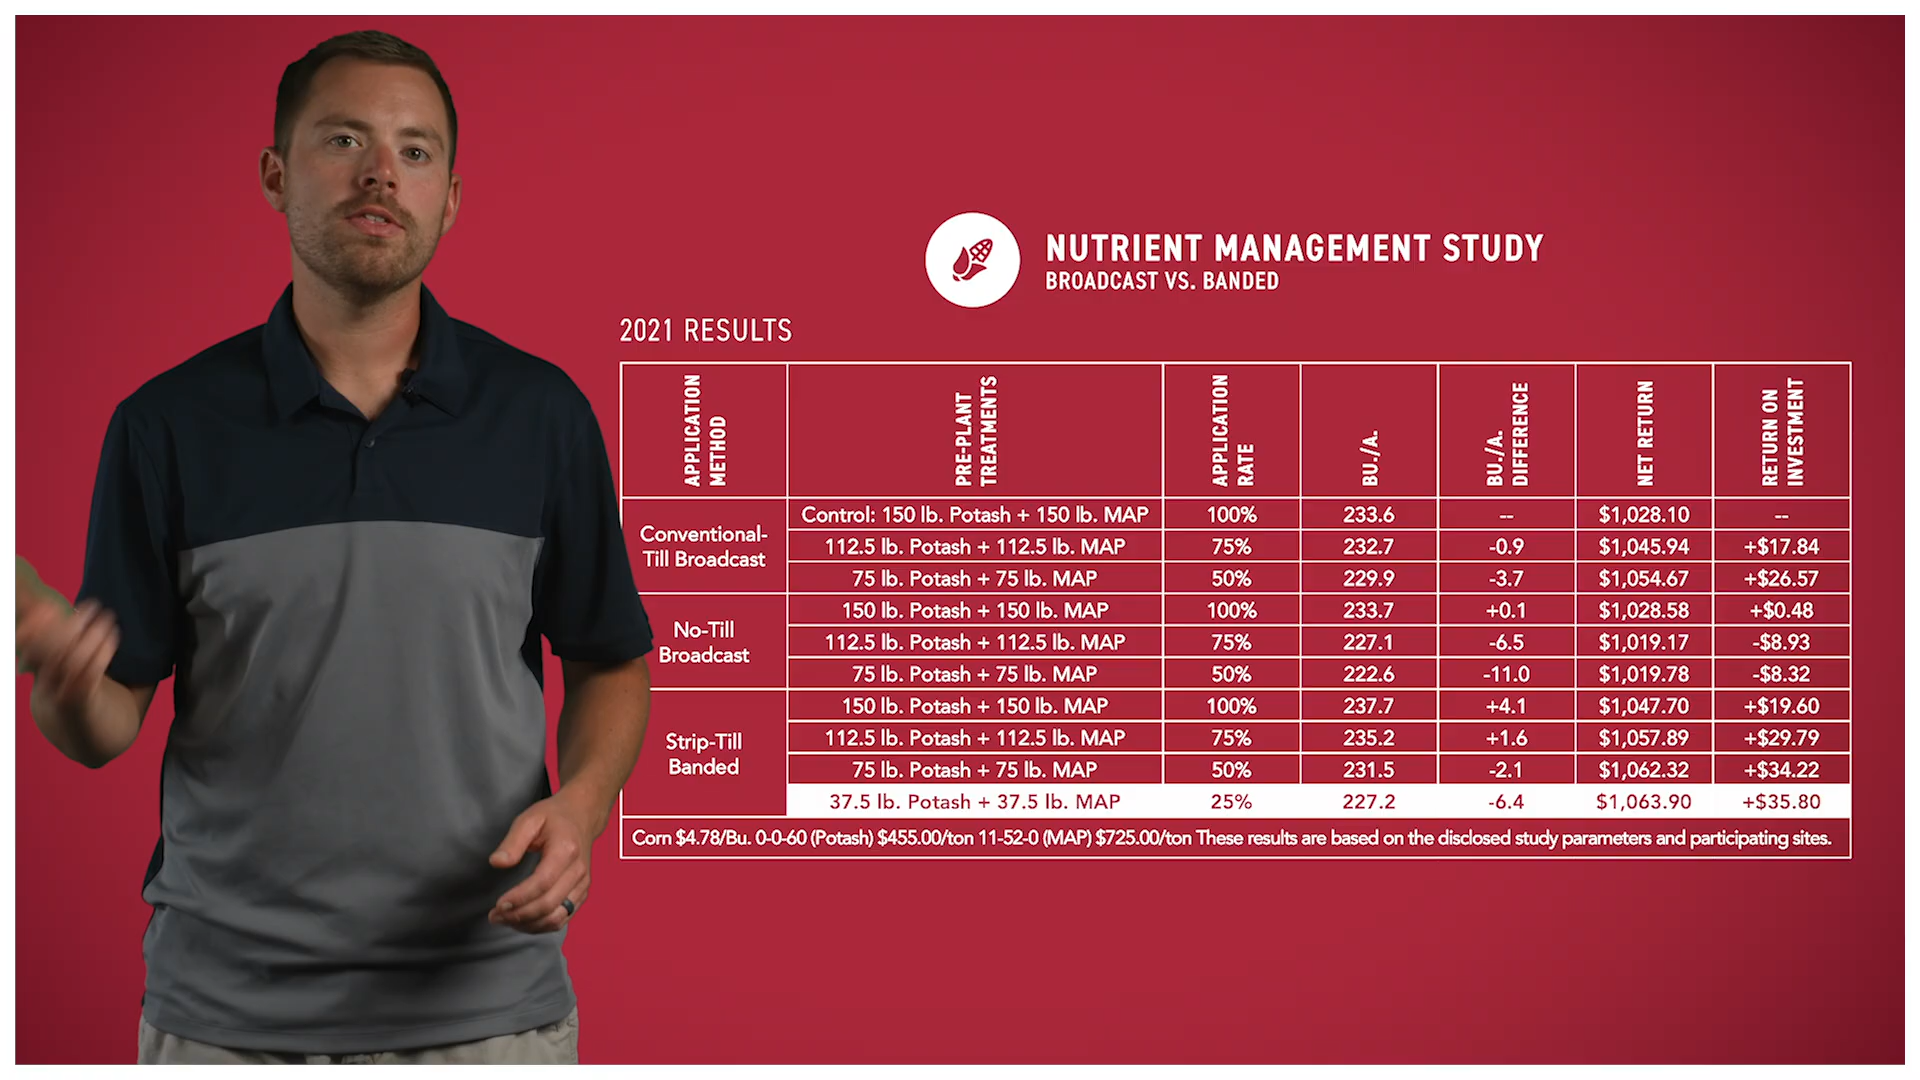 NUTRIENT MANAGEMENT STUDY
BROADCAST VS. BANDED
2021 RESULTS
APPLICATION METHOD PRE-PLANT TREATMENTS APPLICATION RATE BU./A. BU./A. DIFFERENCE NET RETURN RETURN ON INVESTMENT
Conventional-Till Broadcast
Control: 150 lb. Potash + 150 lb. MAP 100% 233.6 -- $1,028.10 --
112.5 lb. Potash + 112.5 lb. MAP 75% 232.7 -0.9 $1,045.94 +$17.84
75 lb. Potash + 75 lb. MAP 50% 229.9 -3.7 $1,054.67 +$26.57
No-Till Broadcast
150 lb. Potash + 150 lb. MAP 100% 233.7 +0.1 $1,028.58 +$0.48
112.5 lb. Potash + 112.5 lb. MAP 75% 227.1 -6.5 $1,019.17 -$8.93
75 lb. Potash + 75 lb. MAP 50% 222.6 -11.0 $1,019.78 -$8.32
Strip-Till Banded
150 lb. Potash + 150 lb. MAP 100% 237.7 +4.1 $1,047.70 +$19.60
112.5 lb. Potash + 112.5 lb. MAP 75% 235.2 +1.6 $1,057.89 +$29.79
75 lb. Potash + 75 lb. MAP 50% 231.5 -2.1 $1,062.32 +$34.22
37.5 lb. Potash + 37.5 lb. MAP 25% 227.2 -6.4 $1,063.90 +$35.80
Corn $4.78/Bu. 0-0-60 (Potash) $455.00/ton 11-52-0 (MAP) $725.00/ton These results are based on the disclosed study parameters and participating sites.